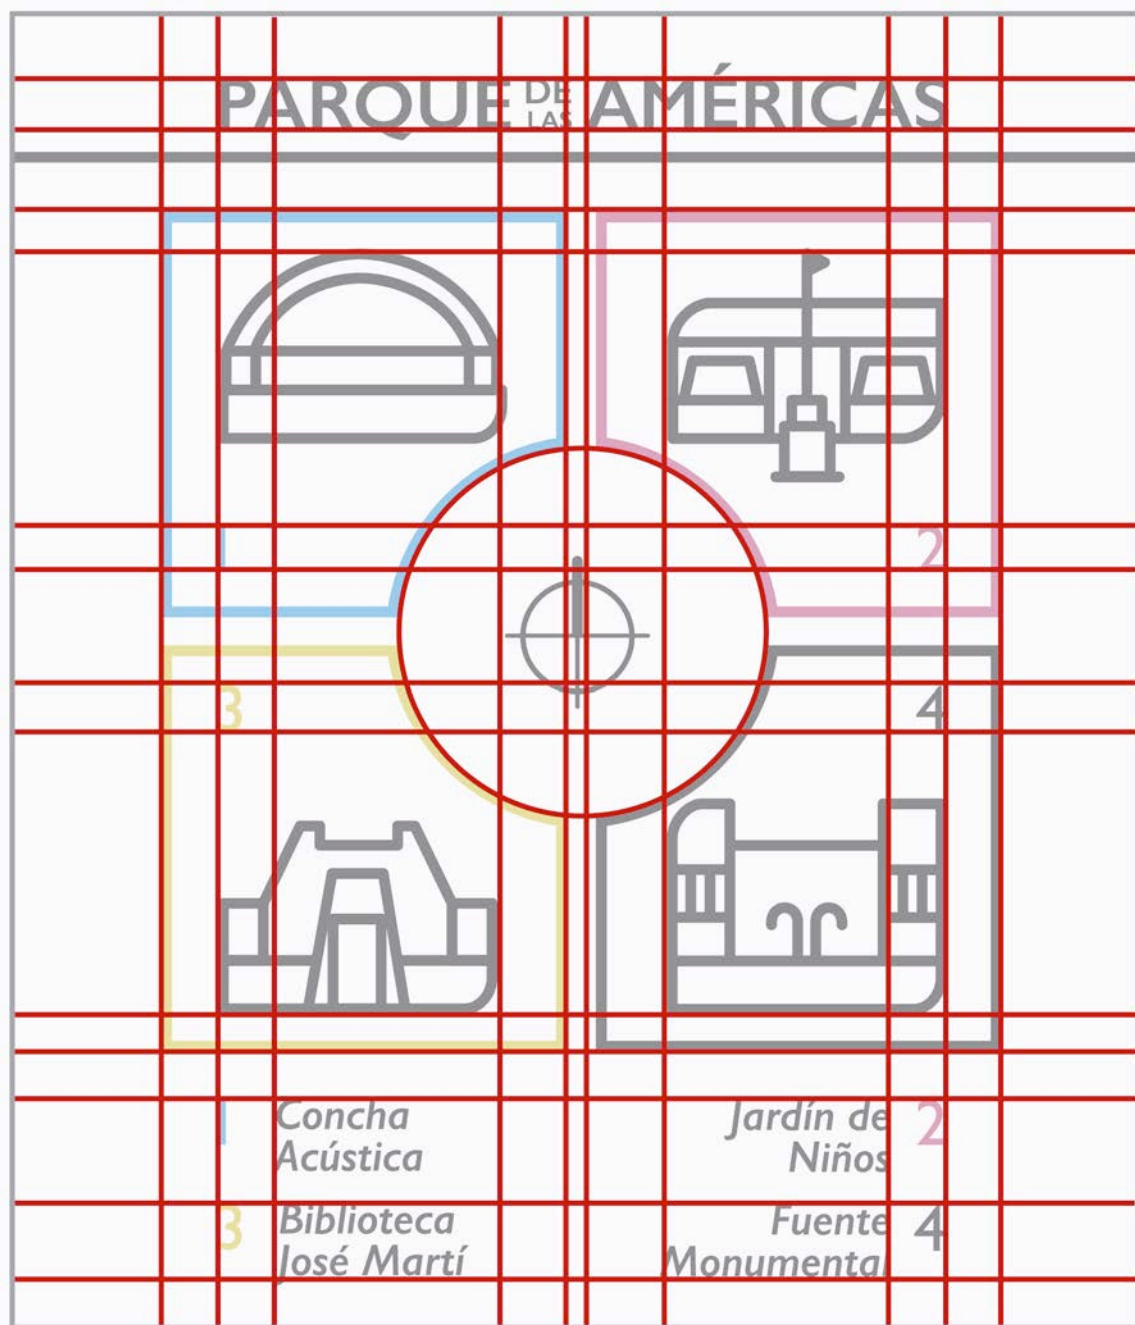 PARQUE DE LAS AMÉRICAS
1
2
3
4
1 Concha
Acústica
Jardín de 2
Niños
3 Biblioteca
José Martí
Fuente 4
Monumental